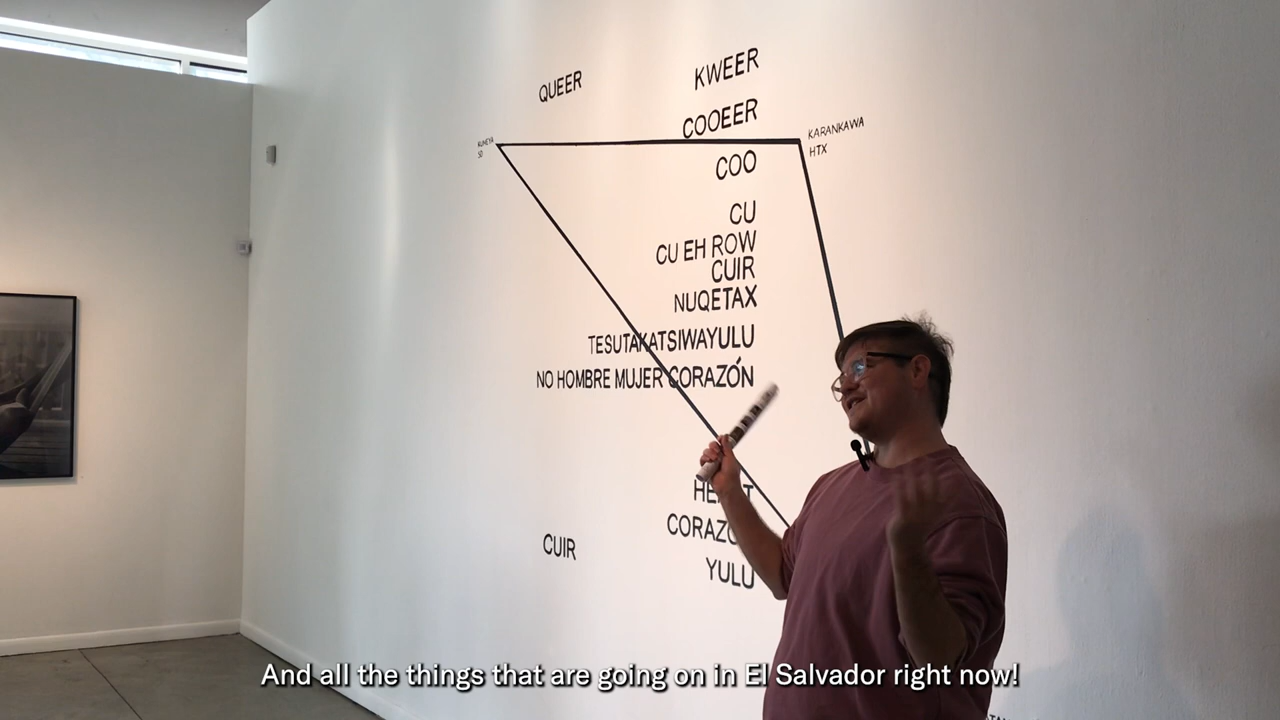 QUEER
KWEER
COOEER
KARANKAWA
HTX
COO
CU
CU EH ROW
CUIR
NUQETAX
TESUTAKATSIWAYULU
NO HOMBRE MUJER CORAZÓN
CUIR
YULU
And all the things that are going on in El Salvador right now!